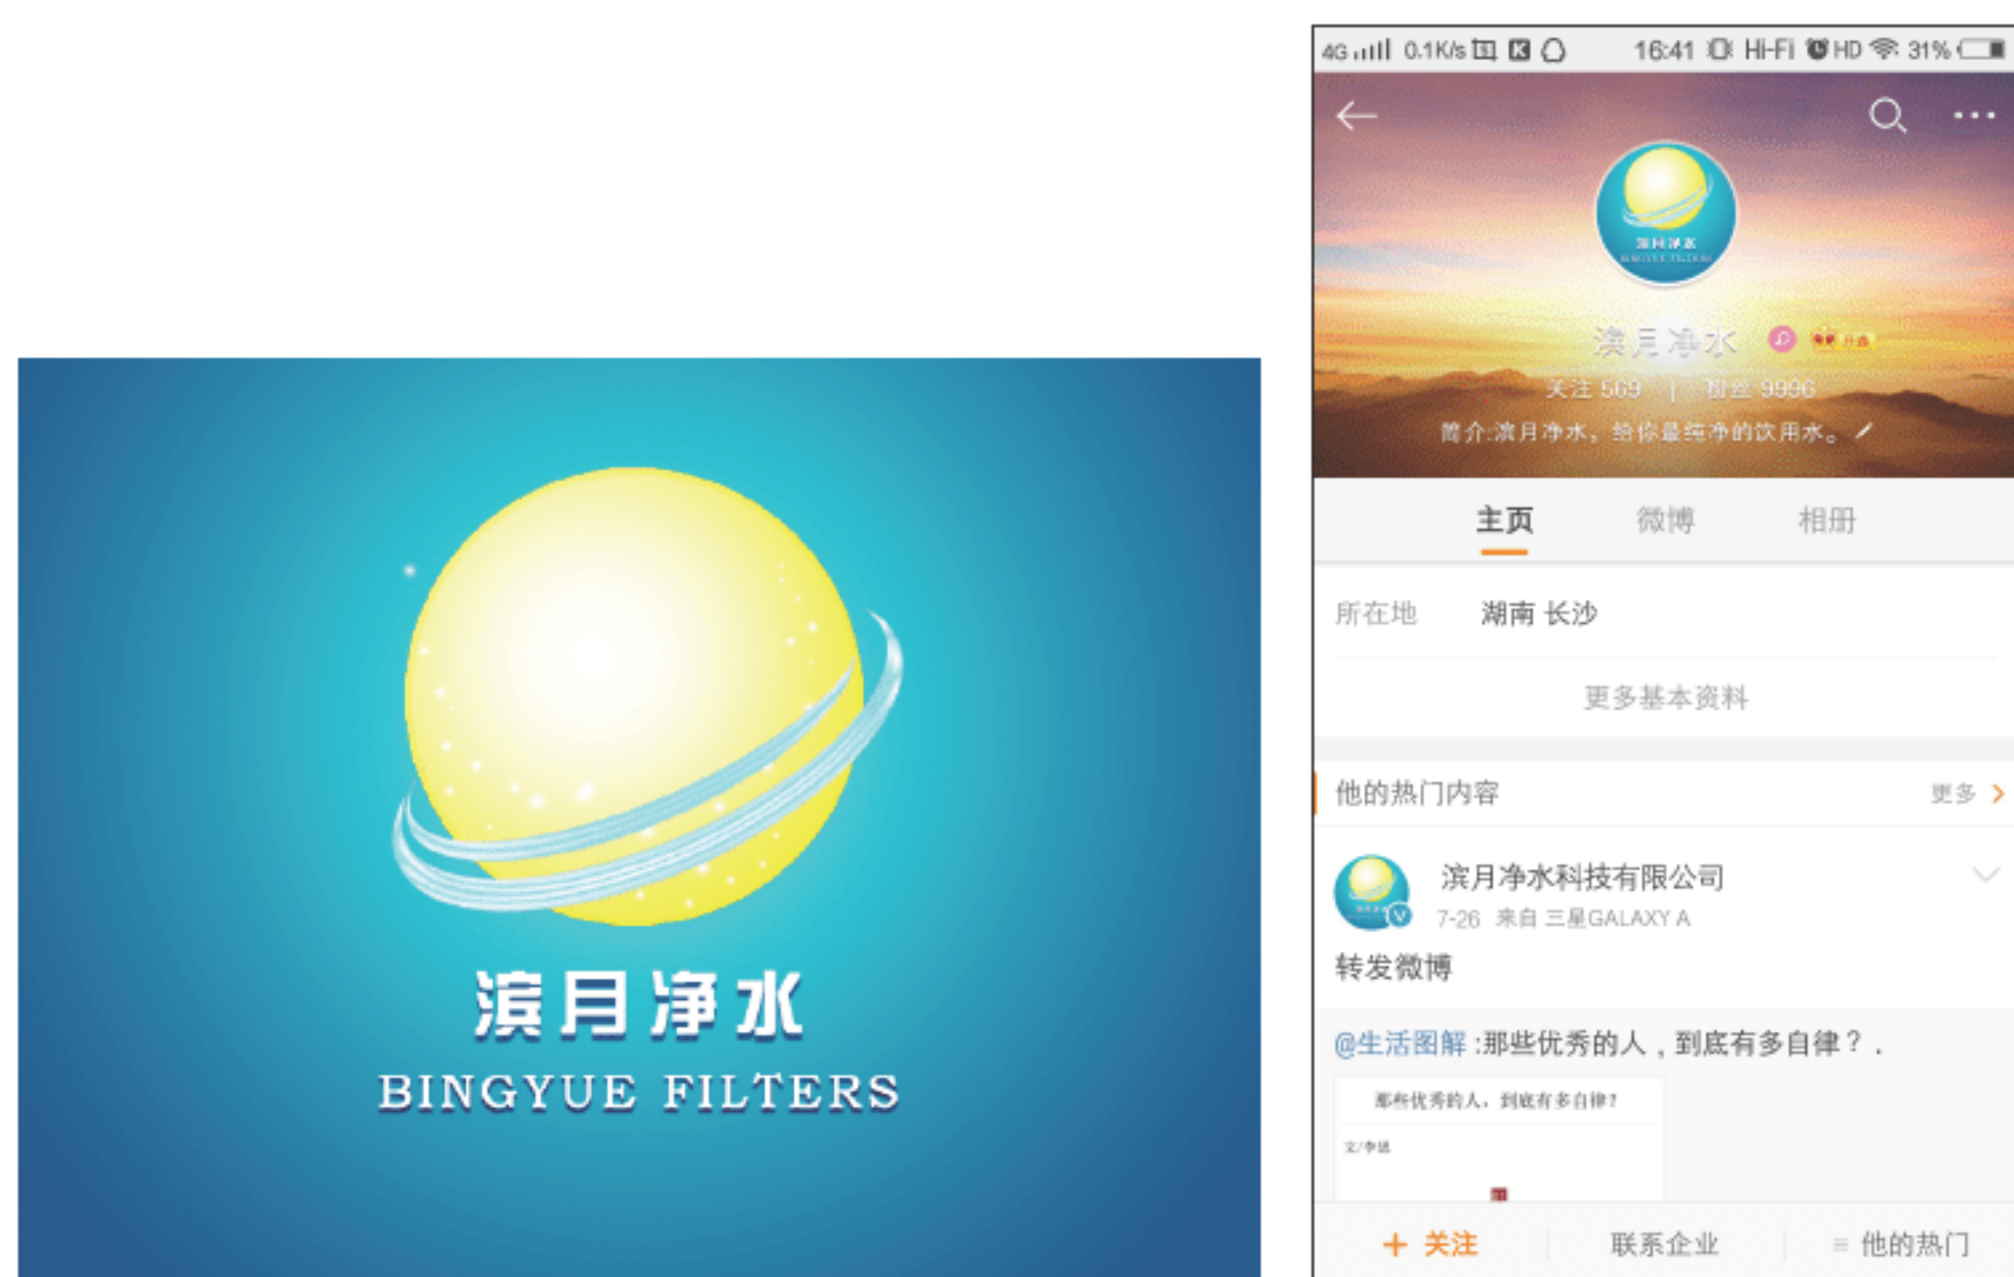 滨月净水
BINGYUE FILTERS
4G 0.1K/s 16:41 Hi-Fi HD 31%
滨月净水
滨月净水
关注 569 | 粉丝 9996
简介:滨月净水，给你最纯净的饮用水。
主页 微博 相册
所在地 湖南 长沙
更多基本资料
他的热门内容 更多
滨月净水科技有限公司
7-26 来自 三星GALAXY A
转发微博
@生活图解 :那些优秀的人，到底有多自律？.
那些优秀的人，到底有多自律？
+ 关注 联系企业 他的热门